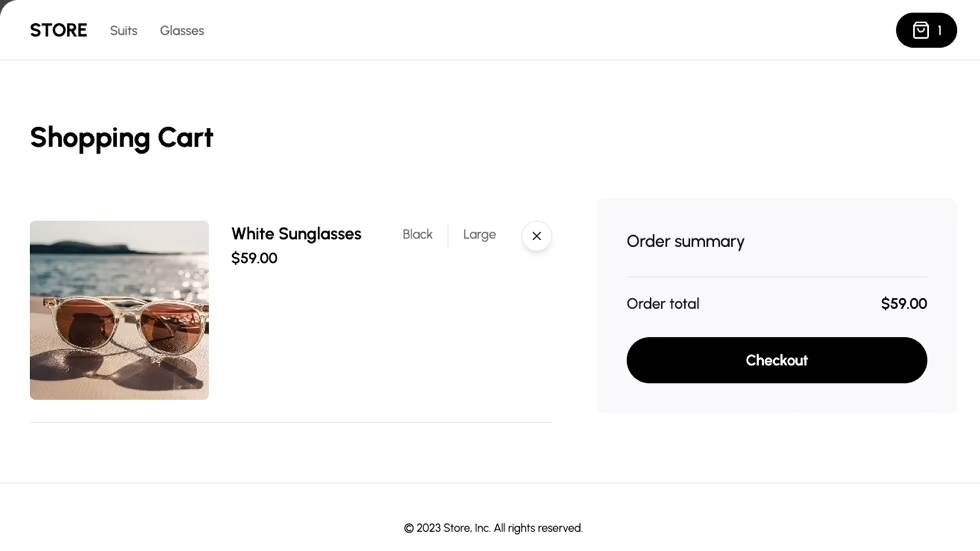 STORE Suits Glasses 1
Shopping Cart
White Sunglasses Black Large
$59.00
Order summary
Order total $59.00
Checkout
© 2023 Store, Inc. All rights reserved.